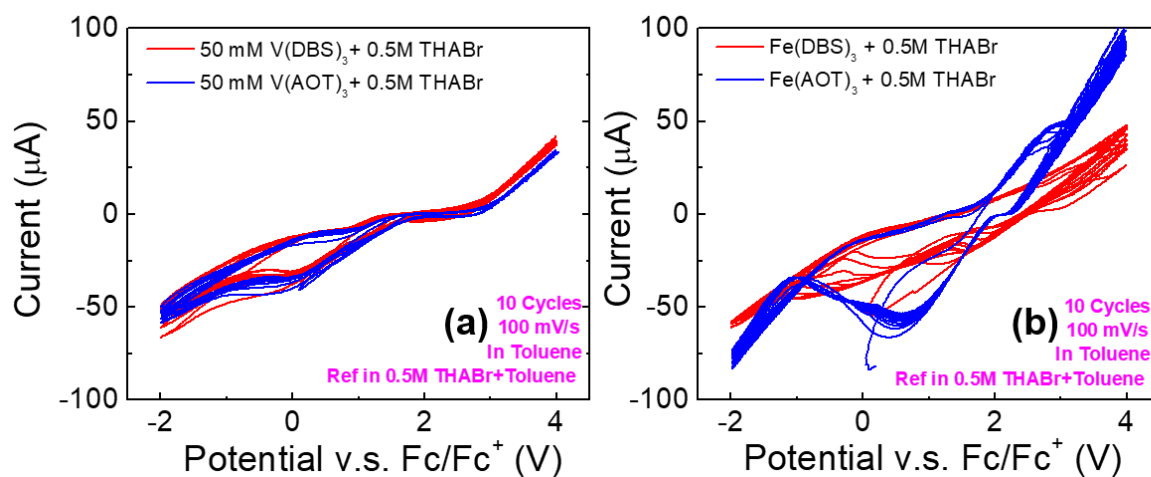 100
50
0
-50
-100
Current (μA)
50 mM V(DBS)₃+ 0.5M THABr
50 mM V(AOT)₃+ 0.5M THABr
(a)
10 Cycles
100 mV/s
In Toluene
Ref in 0.5M THABr+Toluene
-2 0 2 4
Potential v.s. Fc/Fc⁺ (V)
100
50
0
-50
-100
Current (μA)
Fe(DBS)₃ + 0.5M THABr
Fe(AOT)₃ + 0.5M THABr
(b)
10 Cycles
100 mV/s
In Toluene
Ref in 0.5M THABr+Toluene
-2 0 2 4
Potential v.s. Fc/Fc⁺ (V)